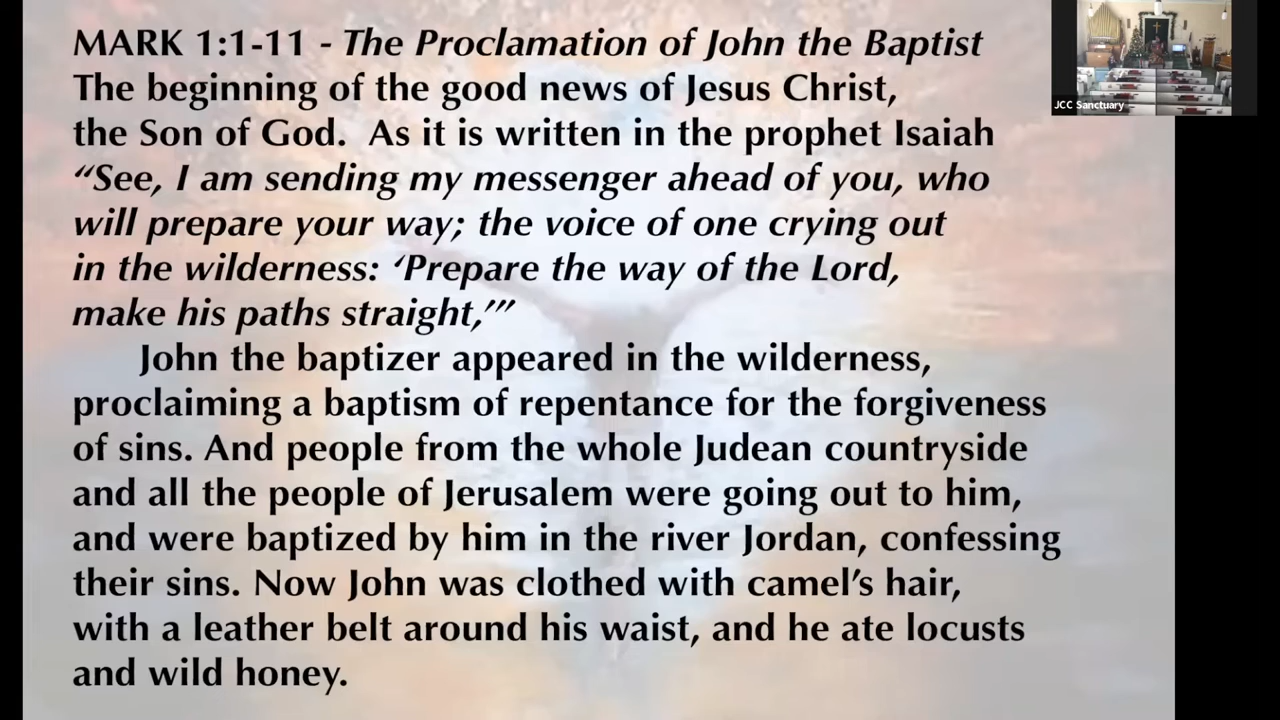 MARK 1:1-11 - The Proclamation of John the Baptist
The beginning of the good news of Jesus Christ,
the Son of God.  As it is written in the prophet Isaiah
“See, I am sending my messenger ahead of you, who
will prepare your way; the voice of one crying out
in the wilderness: ‘Prepare the way of the Lord,
make his paths straight,’”
John the baptizer appeared in the wilderness,
proclaiming a baptism of repentance for the forgiveness
of sins. And people from the whole Judean countryside
and all the people of Jerusalem were going out to him,
and were baptized by him in the river Jordan, confessing
their sins. Now John was clothed with camel’s hair,
with a leather belt around his waist, and he ate locusts
and wild honey.
JCC Sanctuary